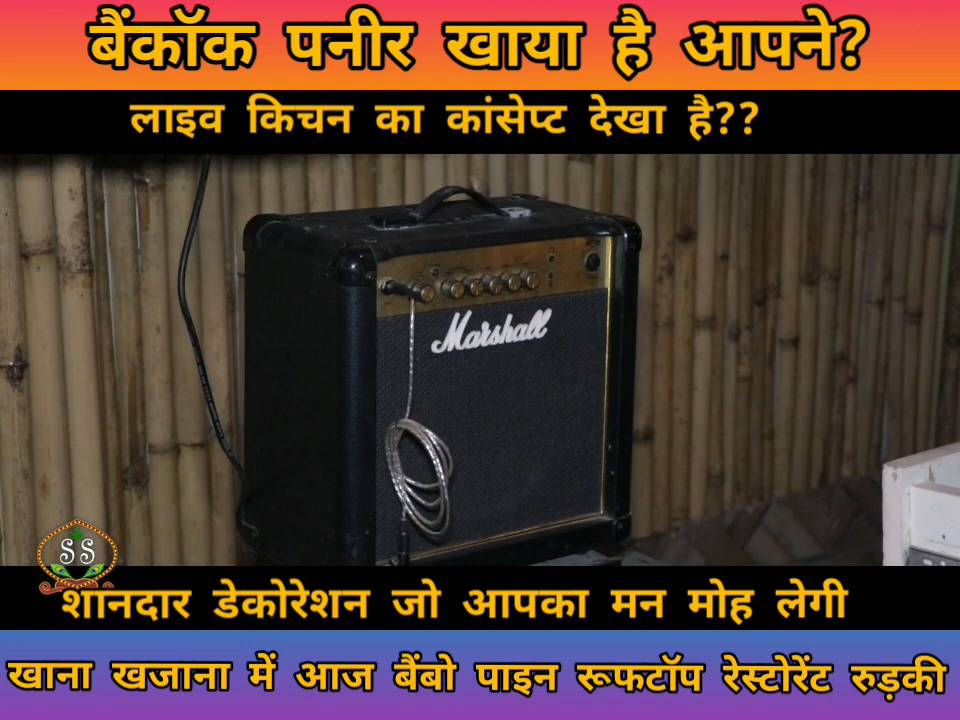 बैंकॉक पनीर खाया है आपने?
लाइव किचन का कांसेप्ट देखा है??
Marshall
SS
शानदार डेकोरेशन जो आपका मन मोह लेगी
खाना खजाना में आज बैंबो पाइन रूफटॉप रेस्टोरेंट रुड़की